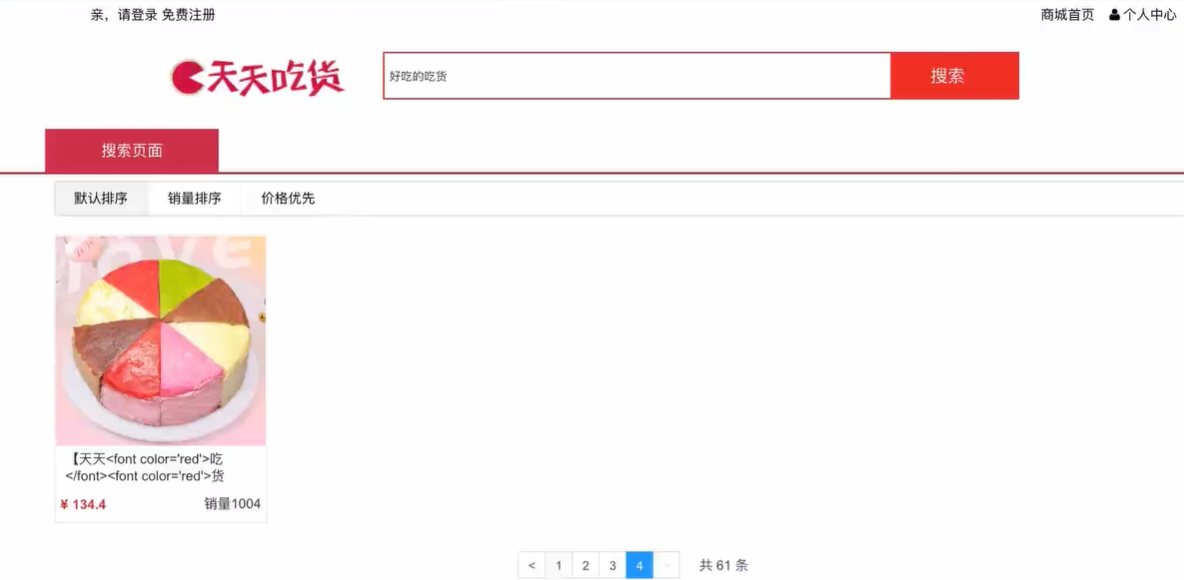 亲，请登录 免费注册
商城首页 个人中心
天天吃货
好吃的吃货
搜索
搜索页面
默认排序 销量排序 价格优先
LOVE
【天天<font color='red'>吃
</font><font color='red'>货
¥ 134.4 销量1004
< 1 2 3 4 > 共 61 条